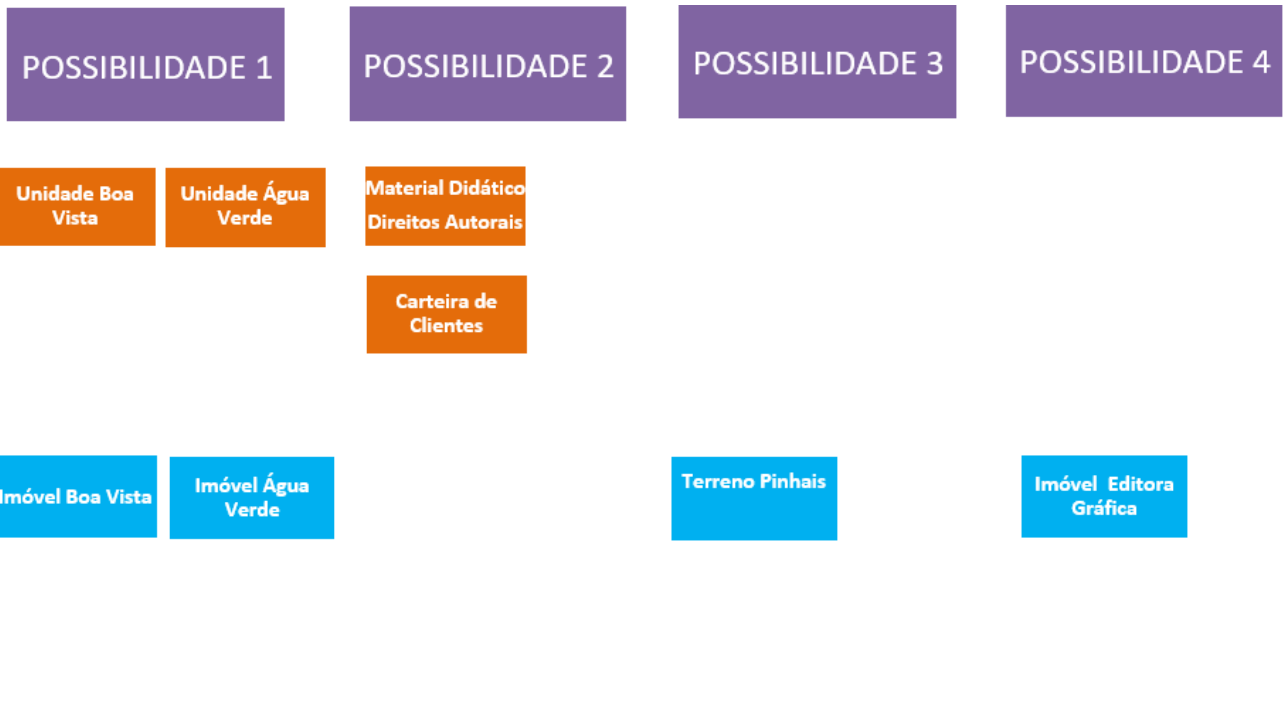 POSSIBILIDADE 1
POSSIBILIDADE 2
POSSIBILIDADE 3
POSSIBILIDADE 4
Unidade Boa
Vista
Unidade Água
Verde
Material Didático
Direitos Autorais
Carteira de
Clientes
Imóvel Boa Vista
Imóvel Água
Verde
Terreno Pinhais
Imóvel Editora
Gráfica